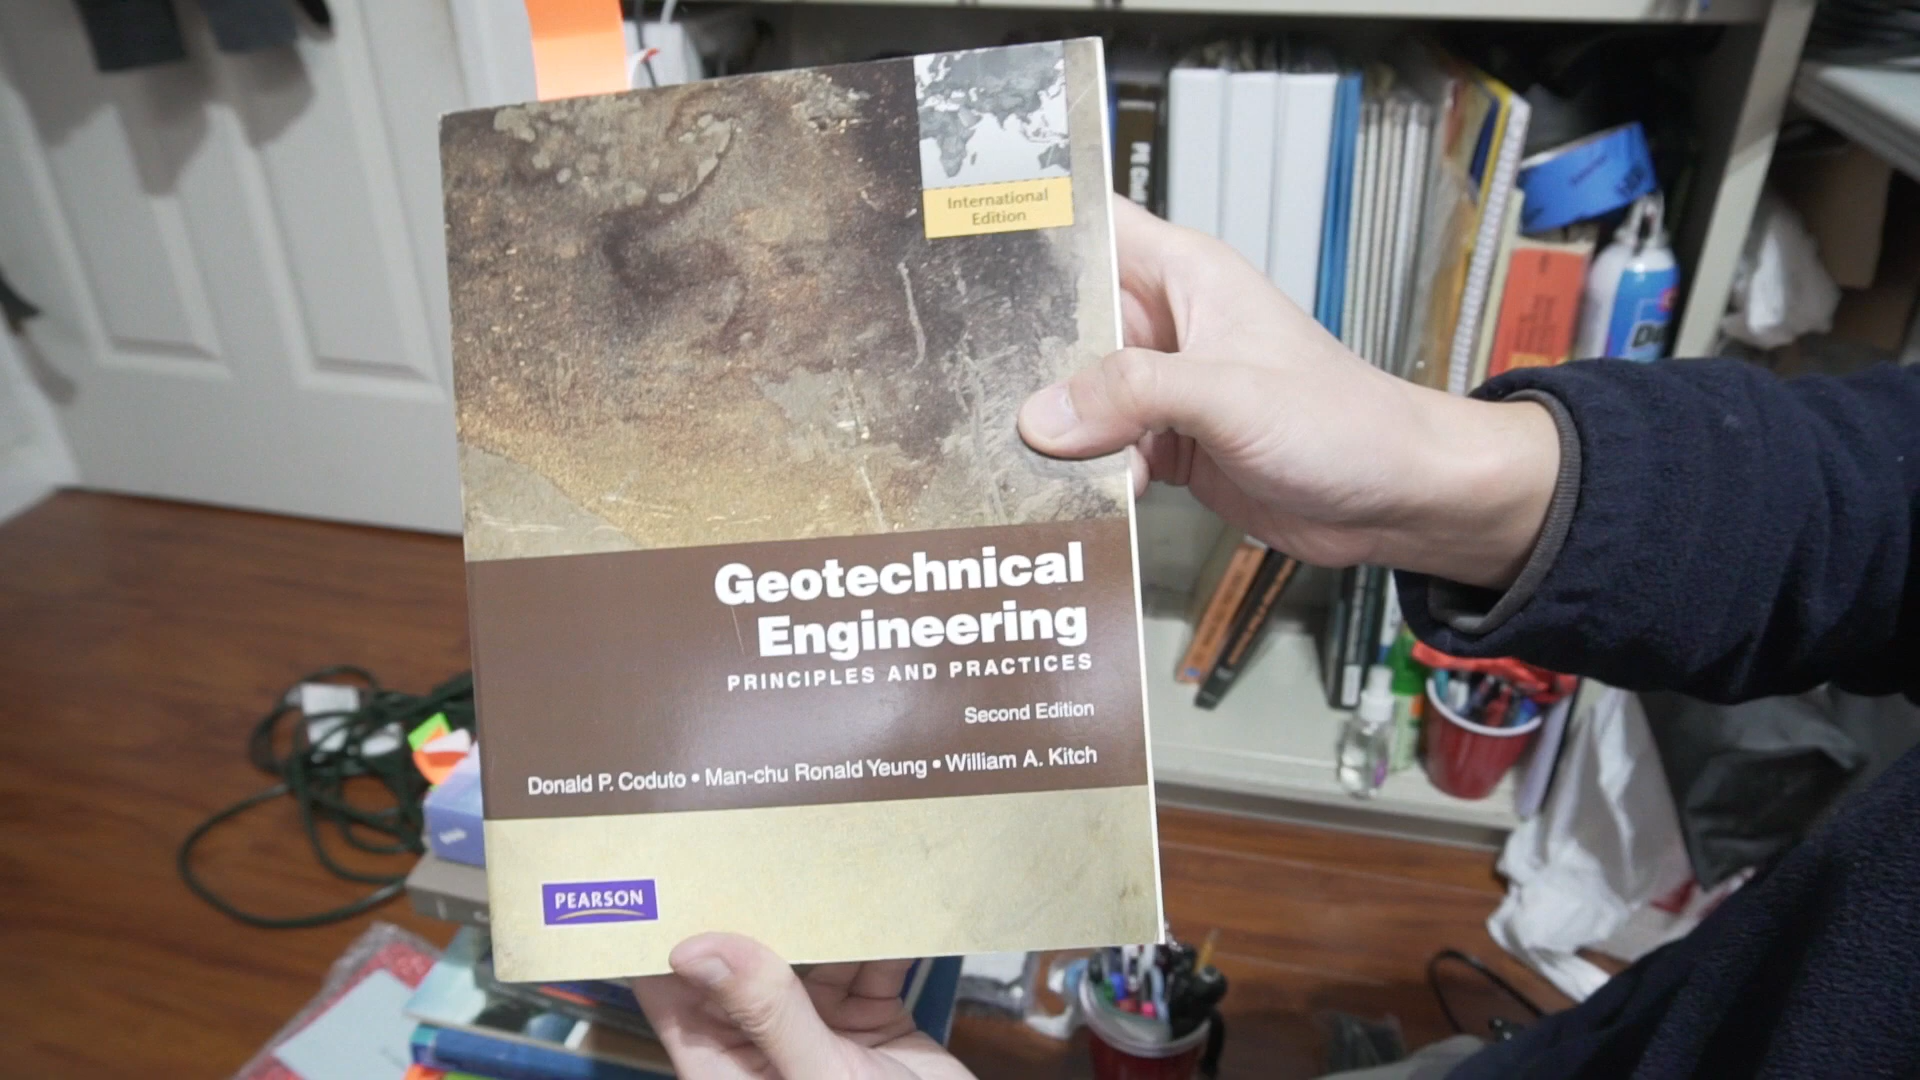 International
Edition
Geotechnical
Engineering
PRINCIPLES AND PRACTICES
Second Edition
Donald P. Coduto • Man-chu Ronald Yeung • William A. Kitch
PEARSON